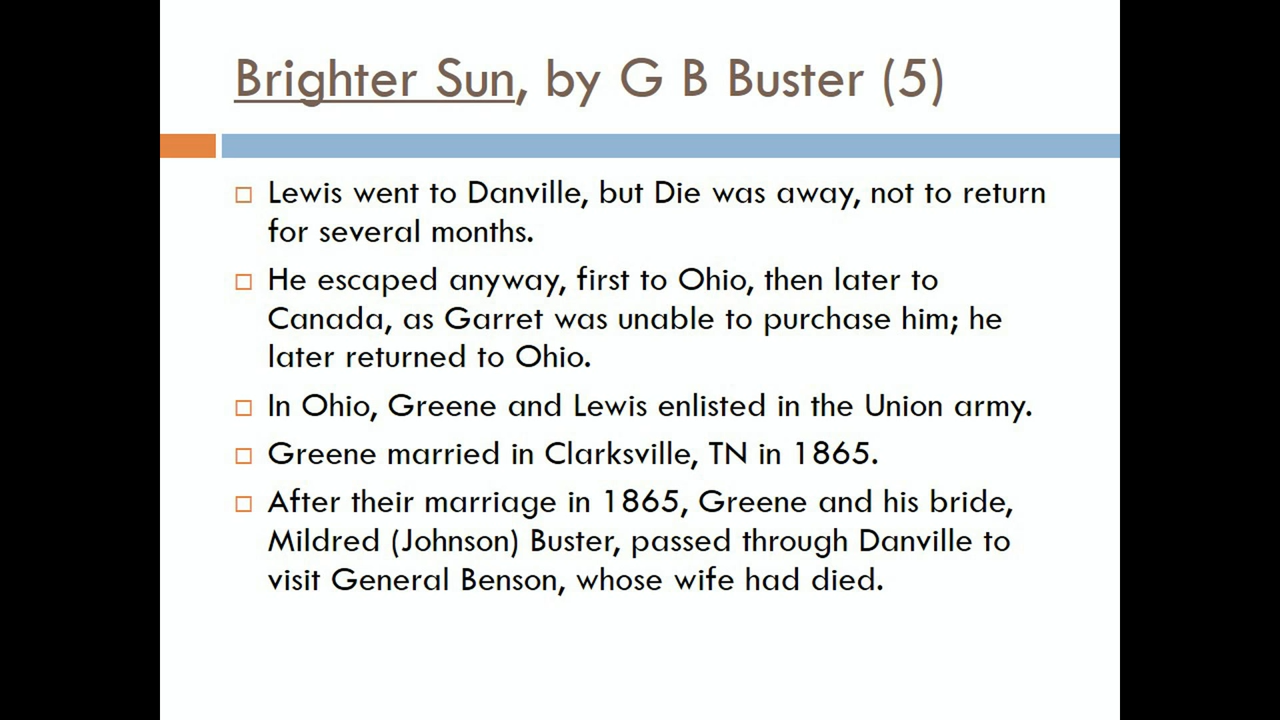 Brighter Sun, by G B Buster (5)
Lewis went to Danville, but Die was away, not to return
for several months.
He escaped anyway, first to Ohio, then later to
Canada, as Garret was unable to purchase him; he
later returned to Ohio.
In Ohio, Greene and Lewis enlisted in the Union army.
Greene married in Clarksville, TN in 1865.
After their marriage in 1865, Greene and his bride,
Mildred (Johnson) Buster, passed through Danville to
visit General Benson, whose wife had died.